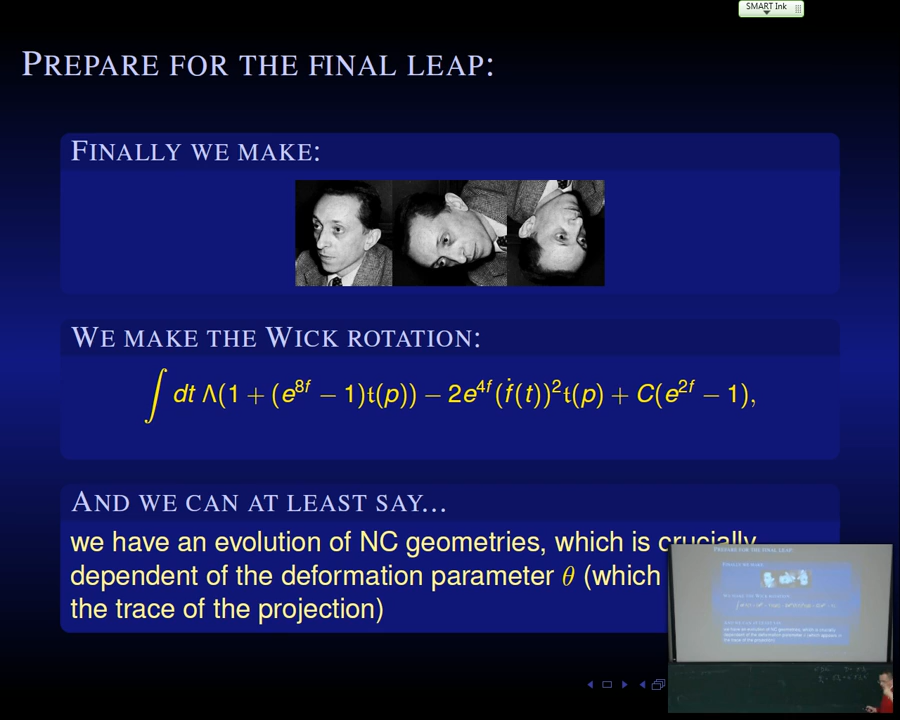 SMART Ink
PREPARE FOR THE FINAL LEAP:
FINALLY WE MAKE:
WE MAKE THE WICK ROTATION:
∫ dt Λ(1 + (e^{8f} − 1)𝔱(p)) − 2e^{4f}(ḟ(t))²𝔱(p) + C(e^{2f} − 1),
AND WE CAN AT LEAST SAY...
we have an evolution of NC geometries, which is crucially
dependent of the deformation parameter θ (which
the trace of the projection)